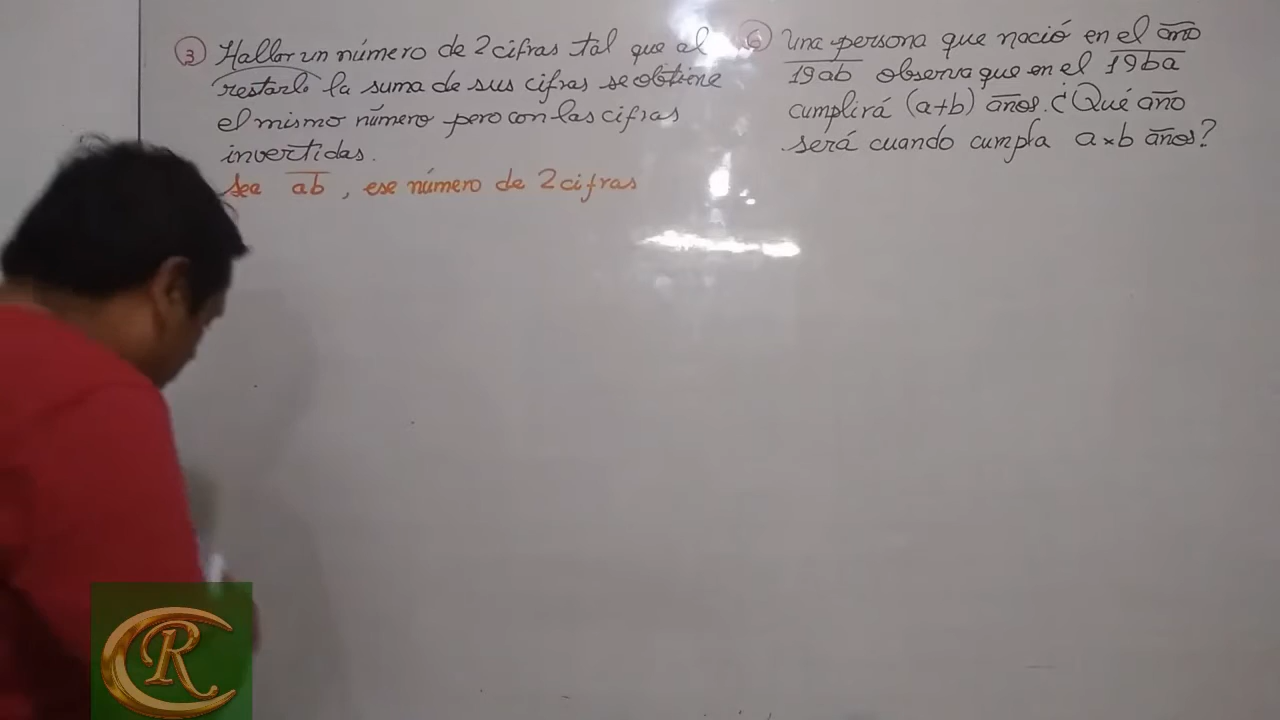 ③ Hallar un número de 2 cifras tal que al
restarle la suma de sus cifras se obtiene
el mismo número pero con las cifras
invertidas.
Sea ab, ese número de 2 cifras
⑥ Una persona que nació en el año
19ab observa que en el 19ba
cumplirá (a+b) años. ¿Qué año
será cuando cumpla a×b años?
CR